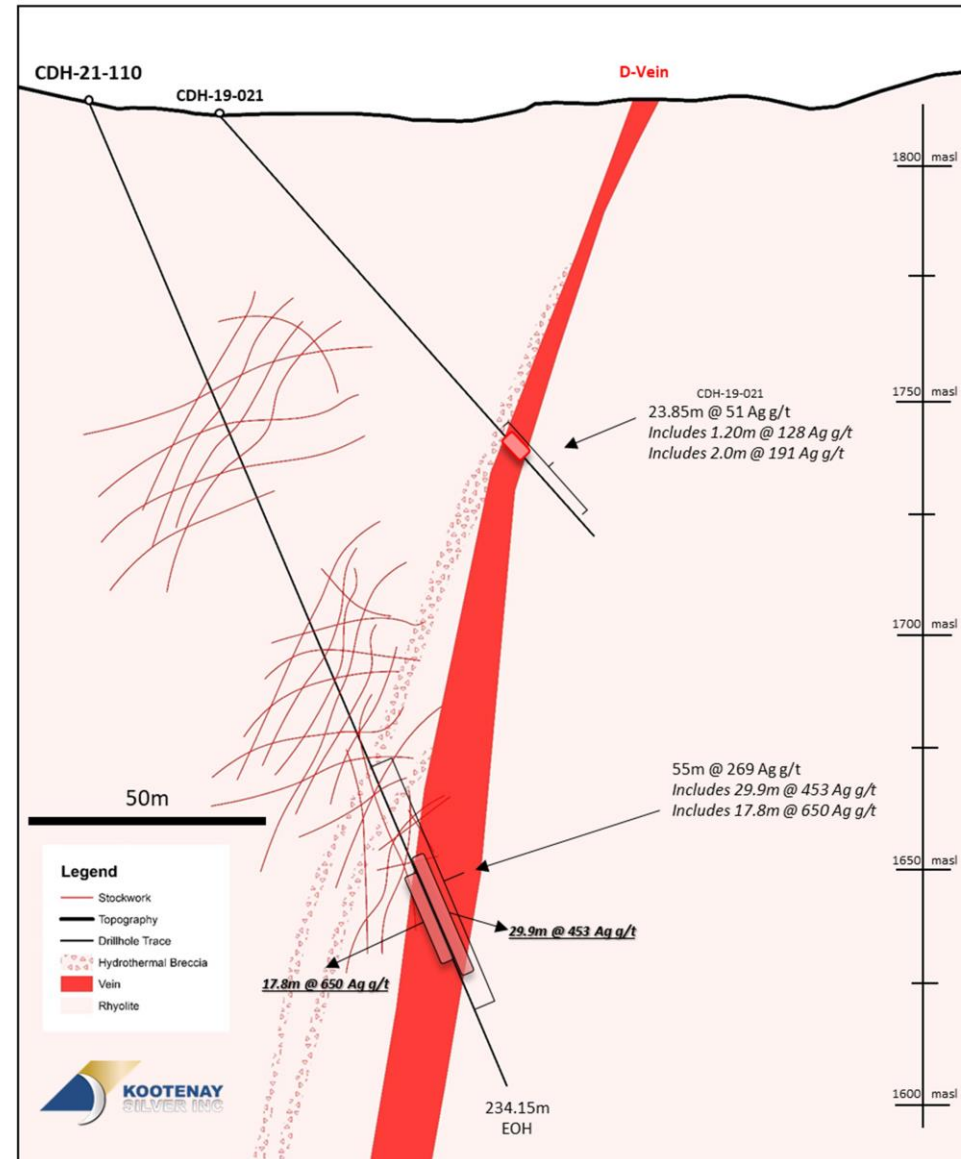 CDH-21-110
CDH-19-021
D-Vein
1800 masl
CDH-19-021
23.85m @ 51 Ag g/t
Includes 1.20m @ 128 Ag g/t
Includes 2.0m @ 191 Ag g/t
1750 masl
1700 masl
55m @ 269 Ag g/t
Includes 29.9m @ 453 Ag g/t
Includes 17.8m @ 650 Ag g/t
50m
1650 masl
Legend
Stockwork
Topography
Drillhole Trace
Hydrothermal Breccia
Vein
Rhyolite
29.9m @ 453 Ag g/t
17.8m @ 650 Ag g/t
KOOTENAY
SILVER INC
234.15m
EOH
1600 masl